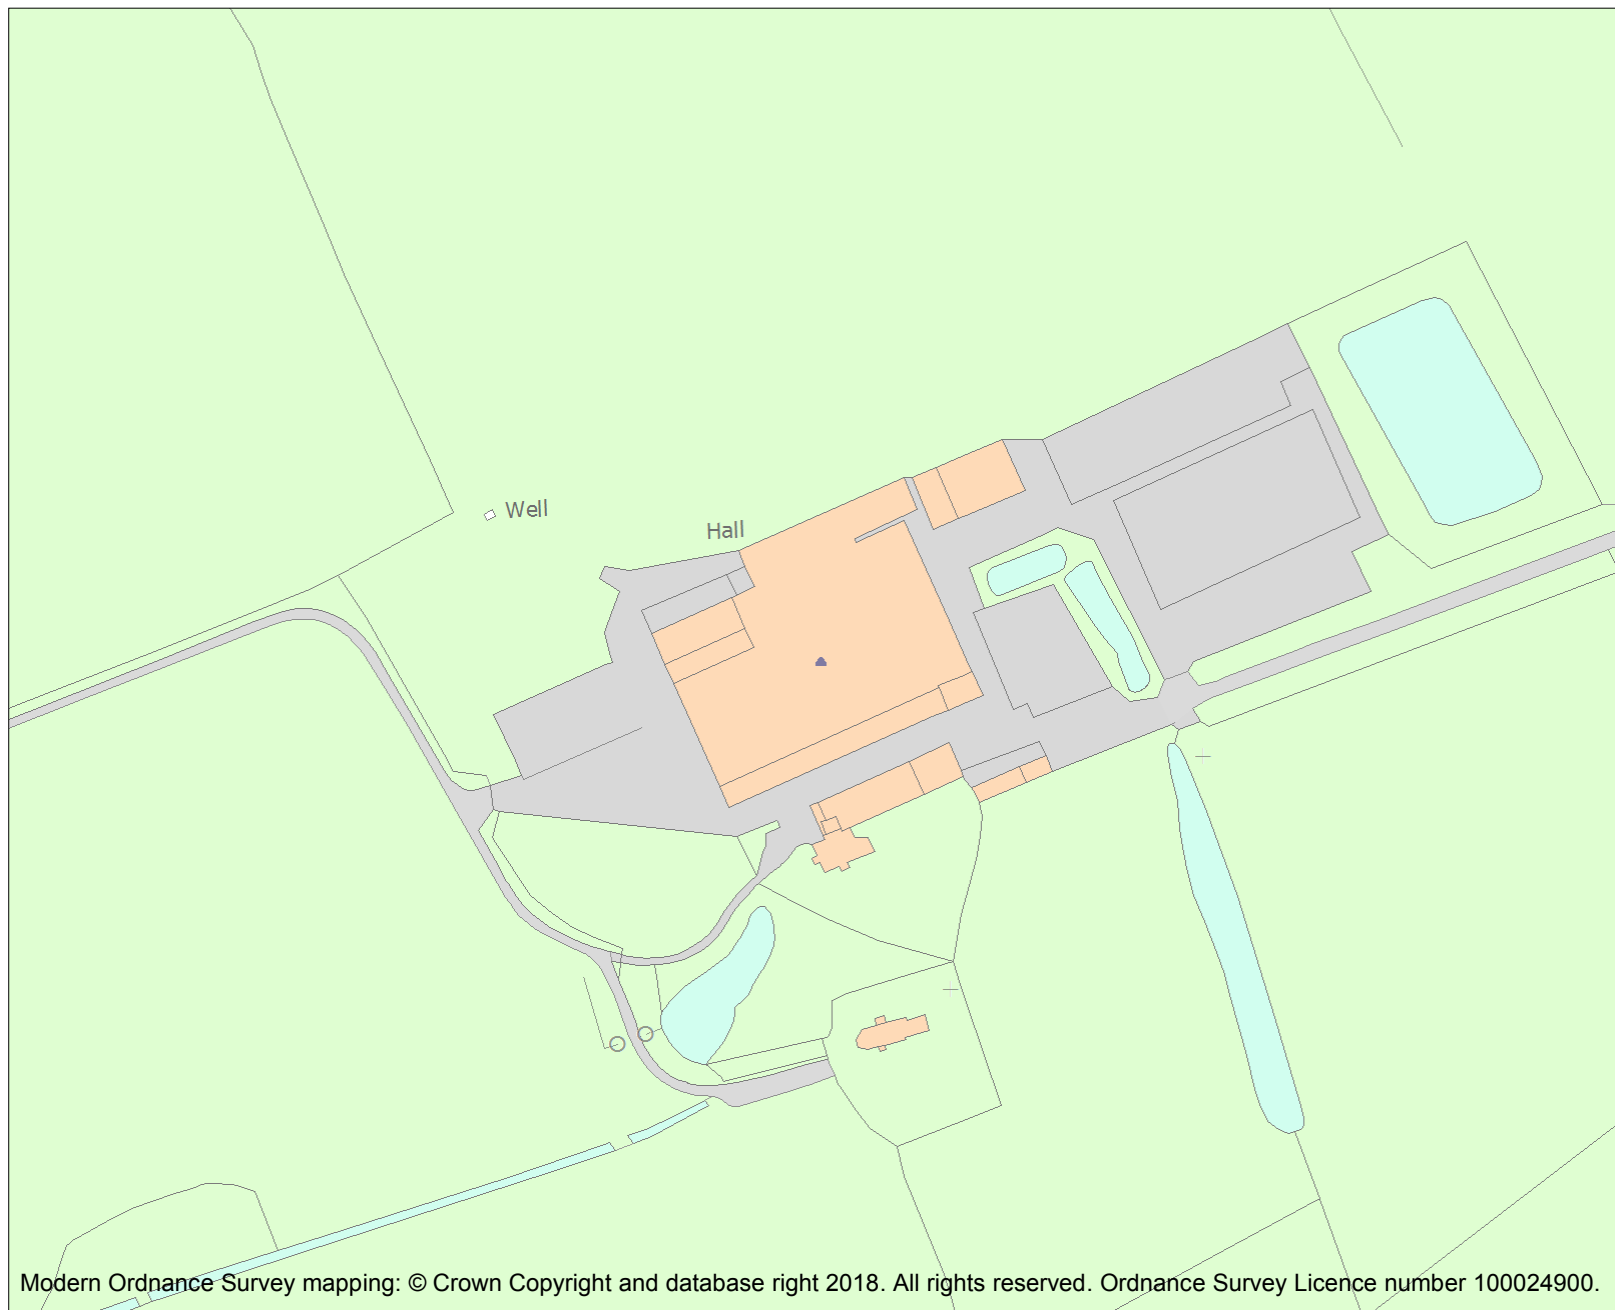 Well
Hall
Modern Ordnance Survey mapping: © Crown Copyright and database right 2018. All rights reserved. Ordnance Survey Licence number 100024900.